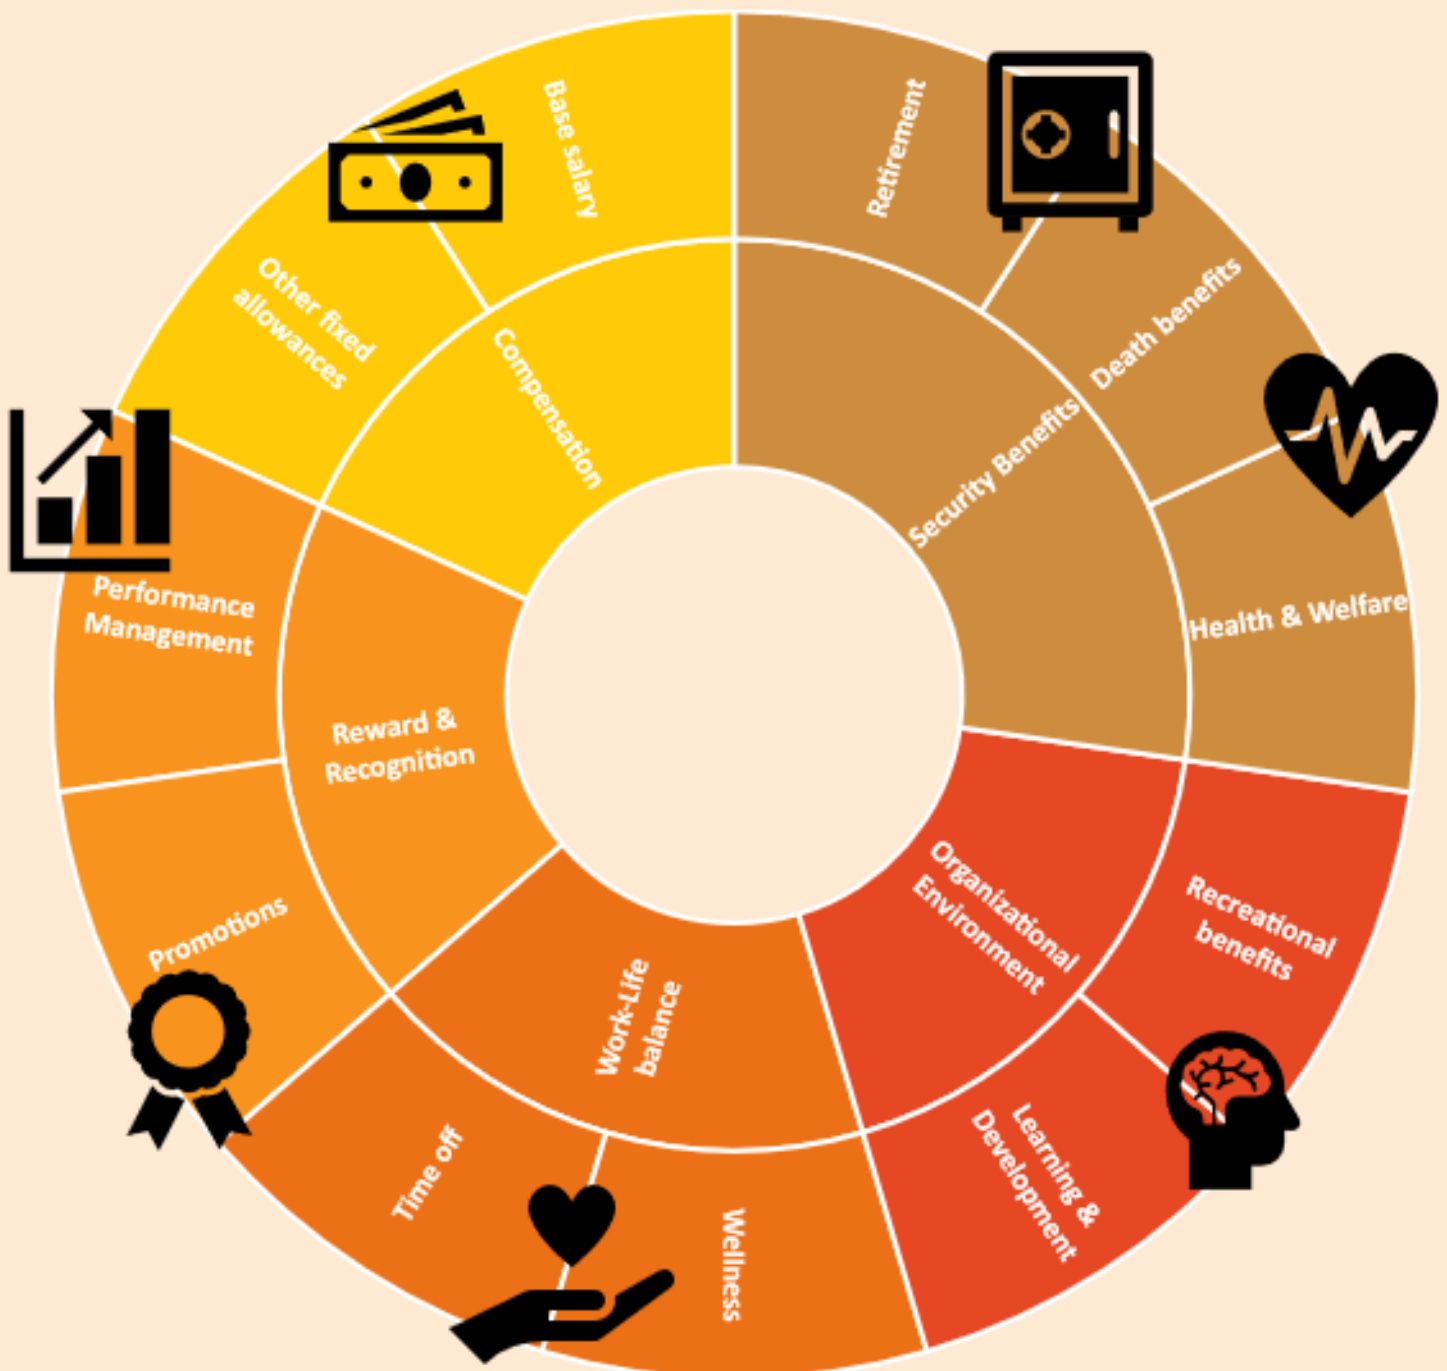 Retirement
Death benefits
Health & Welfare
Security Benefits
Recreational
benefits
Learning &
Development
Organizational
Environment
Wellness
Time off
Work-Life
balance
Promotions
Performance
Management
Reward &
Recognition
Other fixed
allowances
Base salary
Compensation